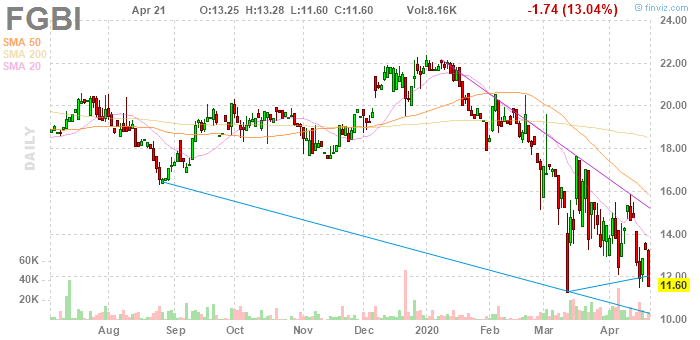 FGBI Apr 21 O:13.25 H:13.28 L:11.60 C:11.60 Vol:8.16K -1.74 (13.04%) © finviz.com
SMA 50
SMA 200
SMA 20
DAILY
24.00
22.00
20.00
18.00
16.00
14.00
12.00
11.60
10.00
60K
40K
20K
Aug Sep Oct Nov Dec 2020 Feb Mar Apr